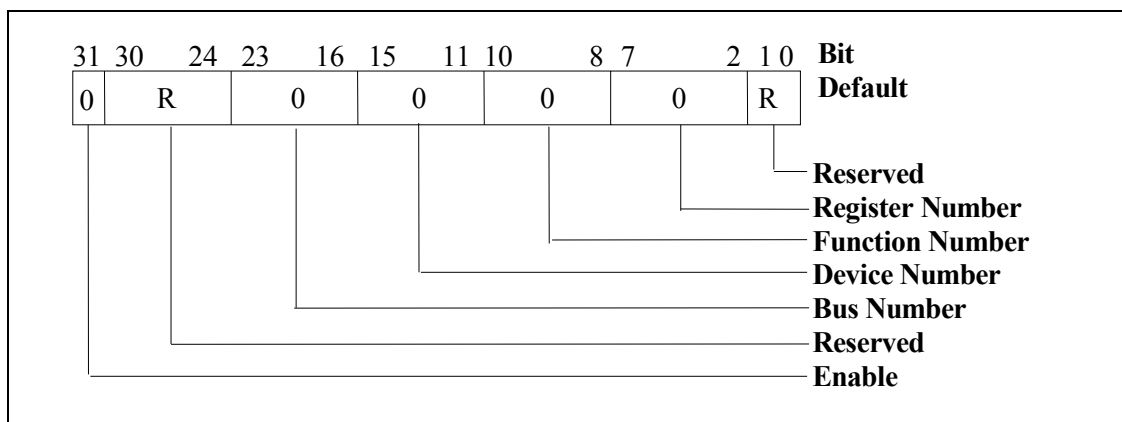 31 30 24 23 16 15 11 10 8 7 2 1 0 Bit
0 R 0 0 0 0 R Default
Reserved
Register Number
Function Number
Device Number
Bus Number
Reserved
Enable